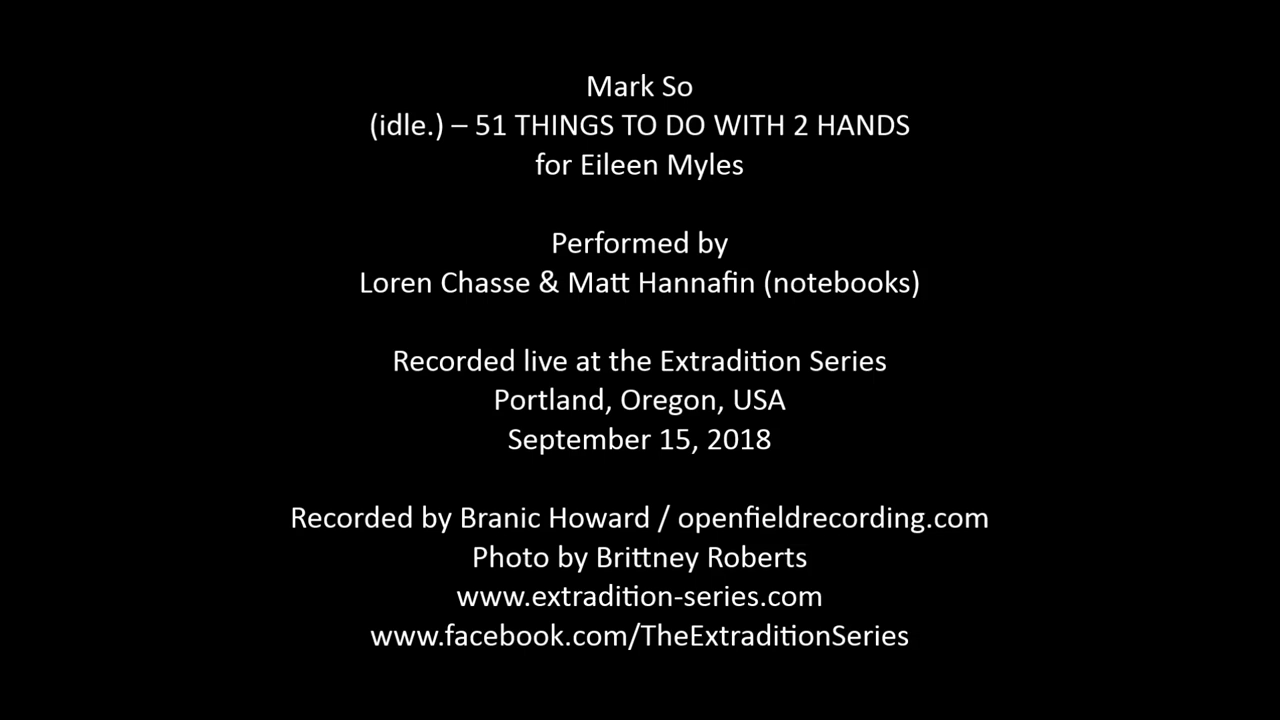 Mark So
(idle.) – 51 THINGS TO DO WITH 2 HANDS
for Eileen Myles
Performed by
Loren Chasse & Matt Hannafin (notebooks)
Recorded live at the Extradition Series
Portland, Oregon, USA
September 15, 2018
Recorded by Branic Howard / openfieldrecording.com
Photo by Brittney Roberts
www.extradition-series.com
www.facebook.com/TheExtraditionSeries